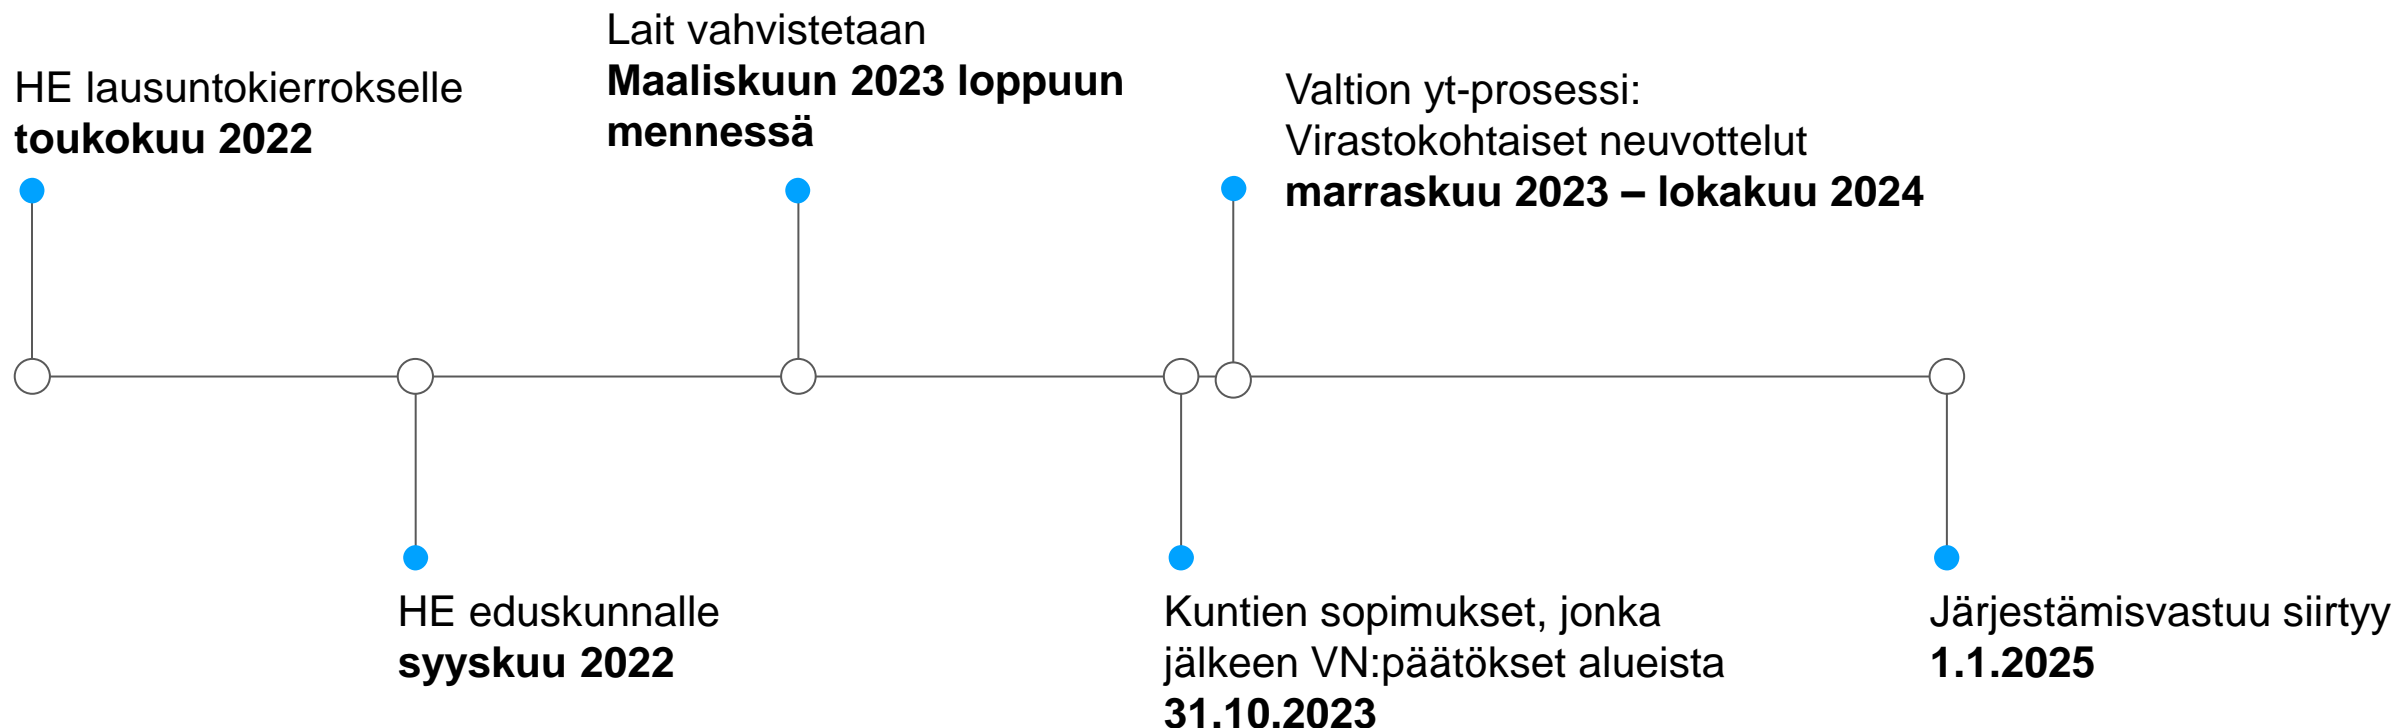 HE lausuntokierrokselle
toukokuu 2022
HE eduskunnalle
syyskuu 2022
Lait vahvistetaan
Maaliskuun 2023 loppuun
mennessä
Kuntien sopimukset, jonka
jälkeen VN:päätökset alueista
31.10.2023
Valtion yt-prosessi:
Virastokohtaiset neuvottelut
marraskuu 2023 – lokakuu 2024
Järjestämisvastuu siirtyy
1.1.2025